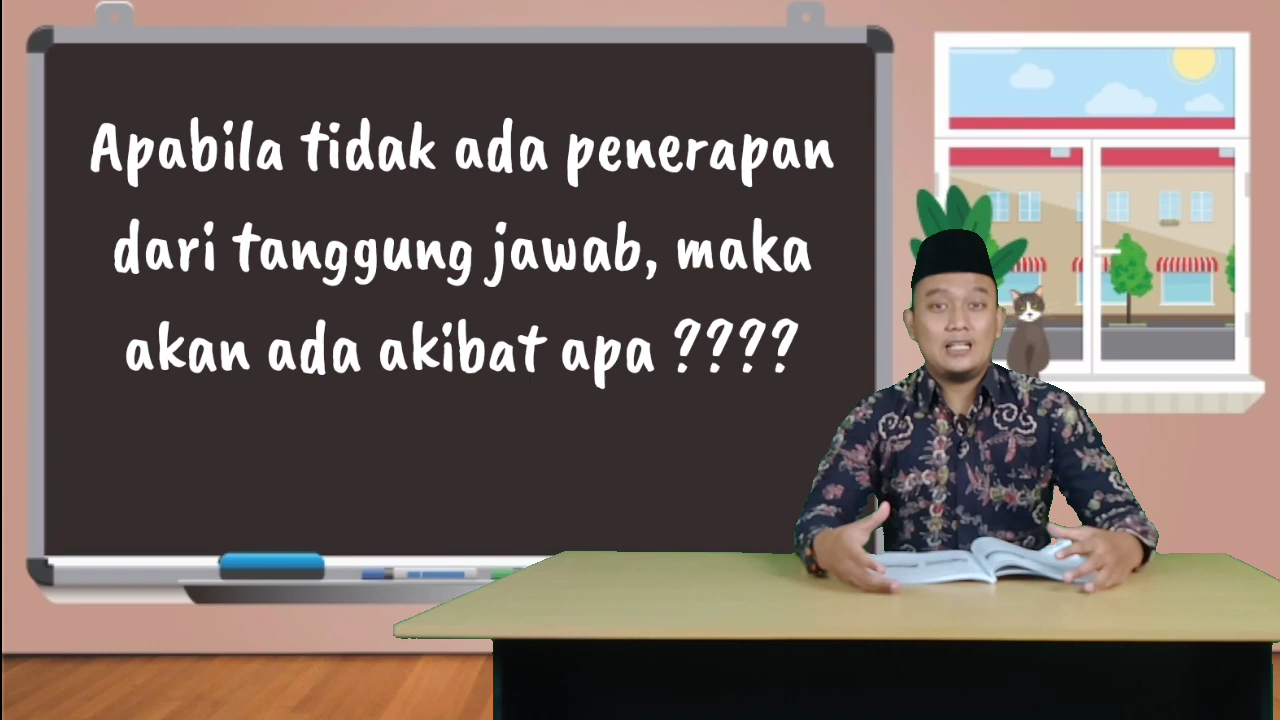 Apabila tidak ada penerapan
dari tanggung jawab, maka
akan ada akibat apa ????